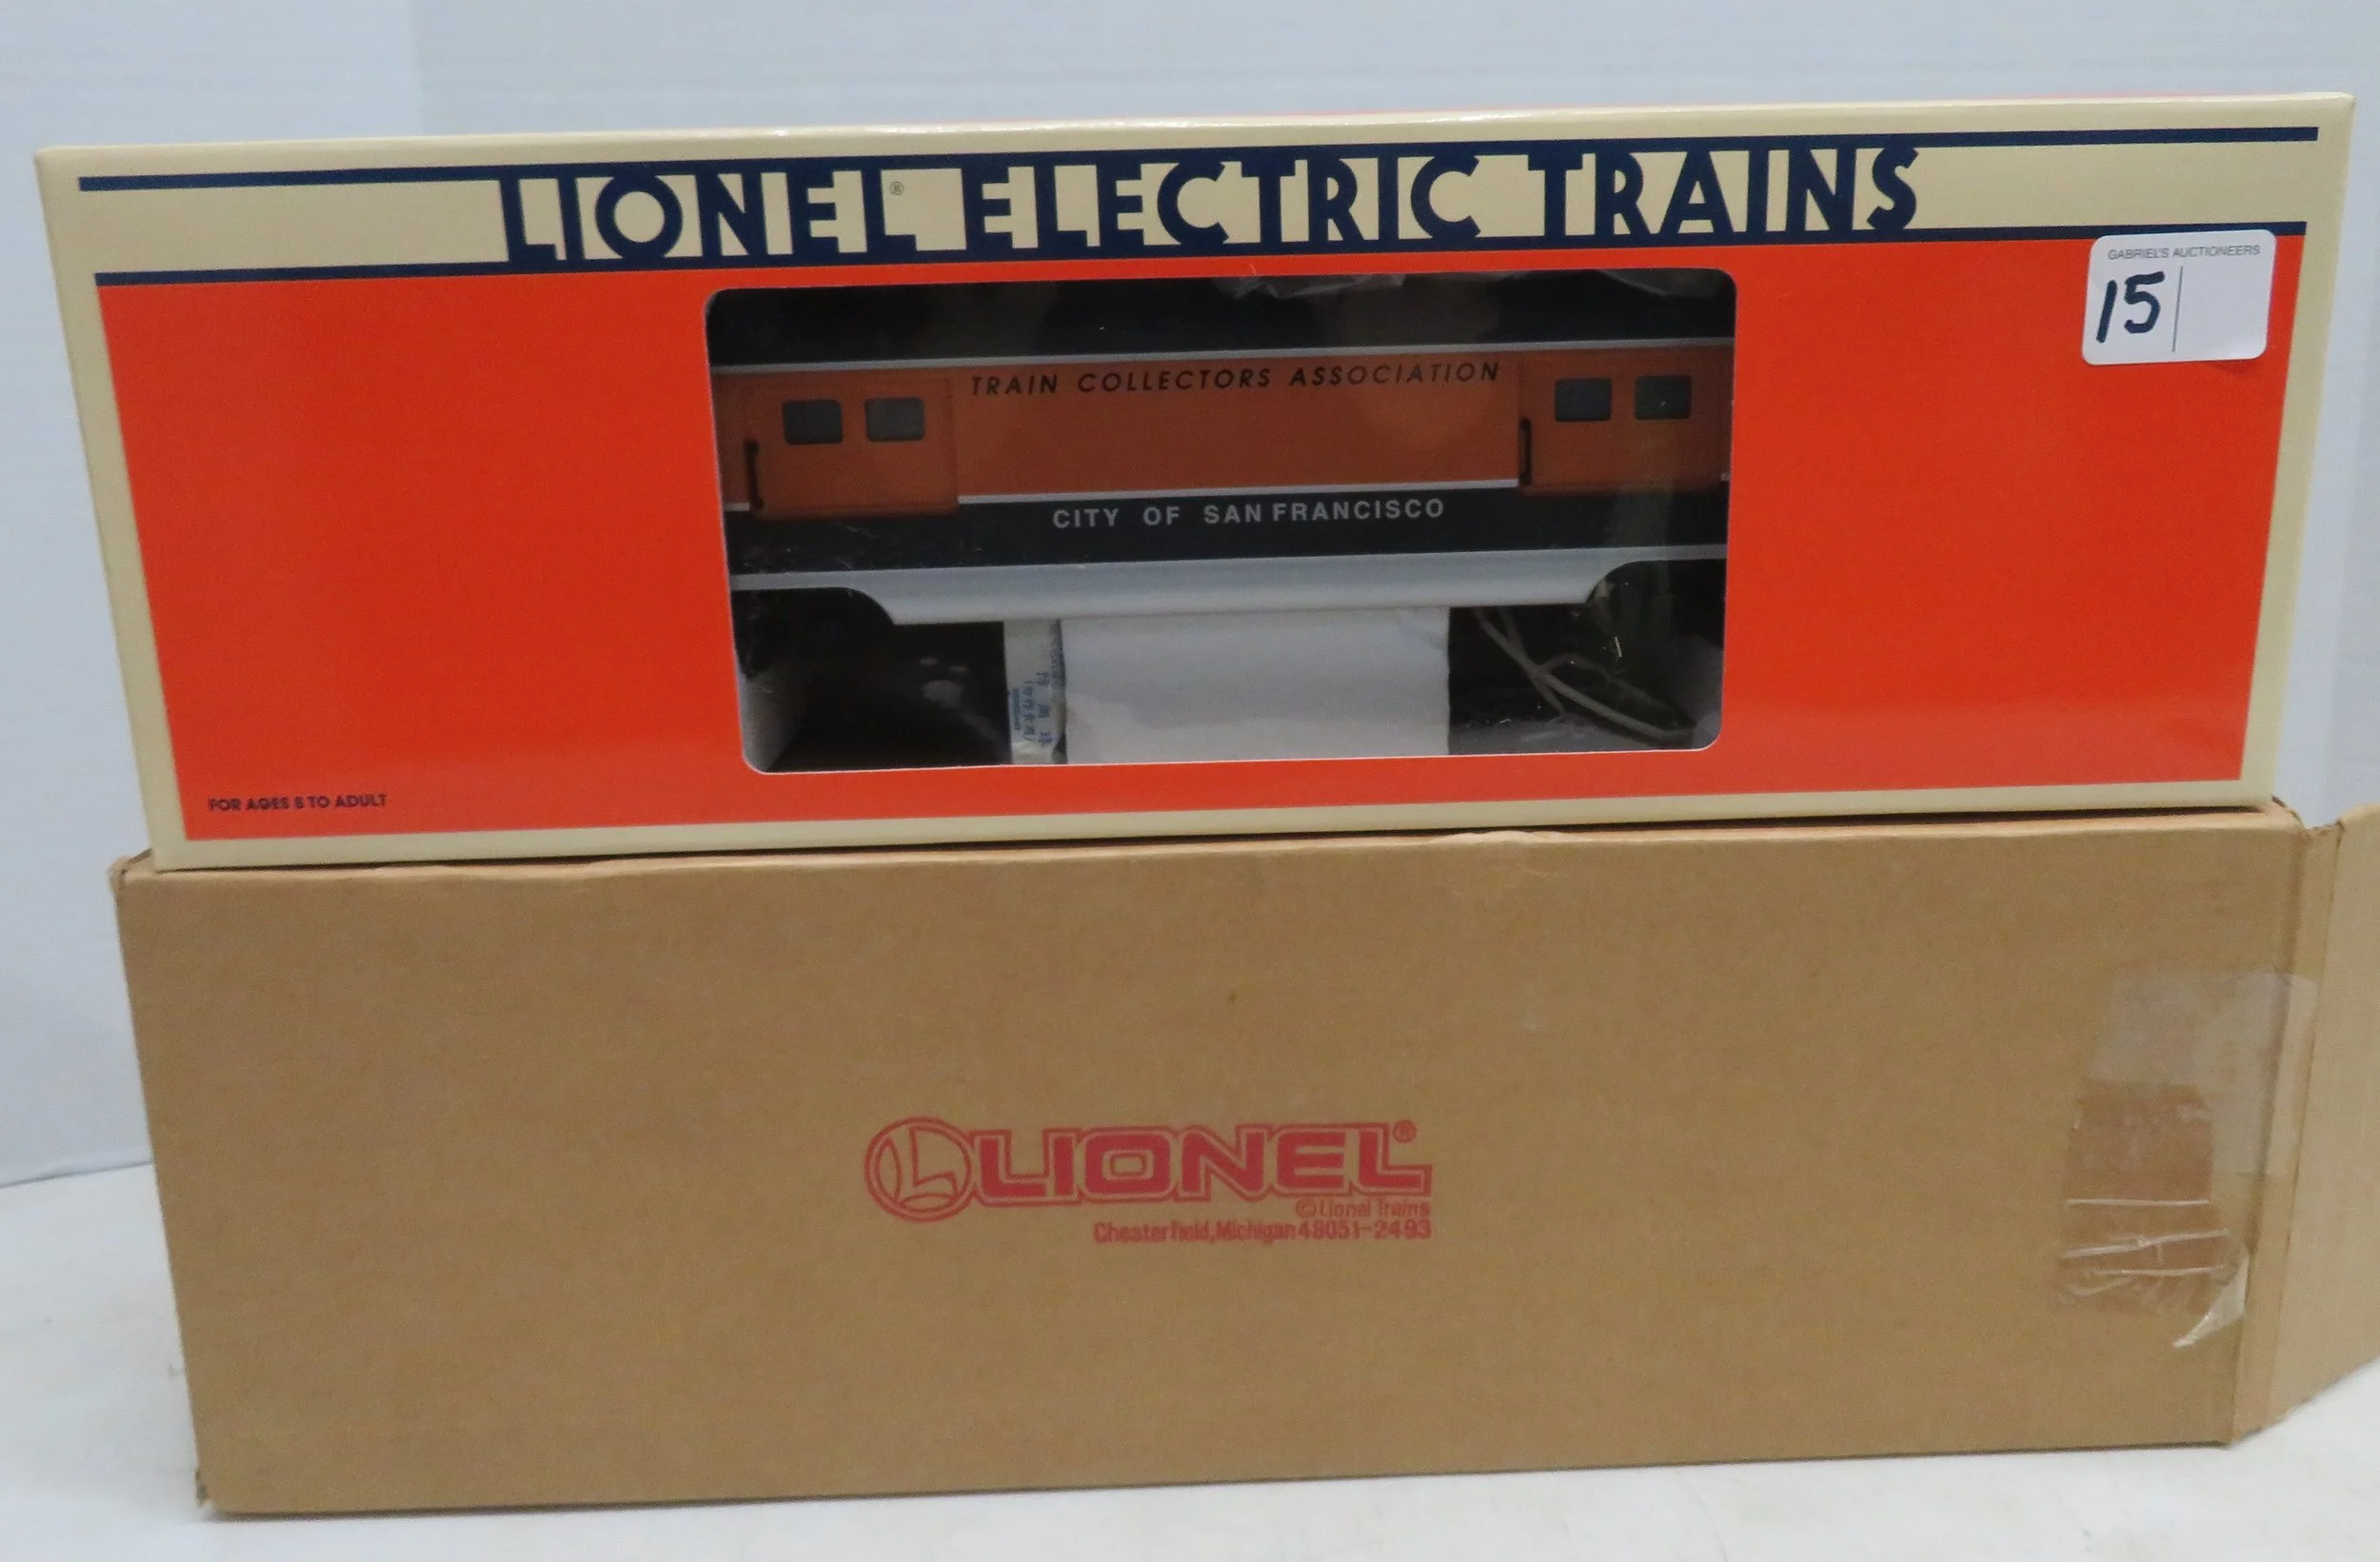 LIONEL® ELECTRIC TRAINS
GABRIEL'S AUCTIONEERS
15
TRAIN COLLECTORS ASSOCIATION
CITY OF SAN FRANCISCO
FOR AGES 8 TO ADULT
L LIONEL®
©Lionel Trains
Chesterfield, Michigan 48051-2493